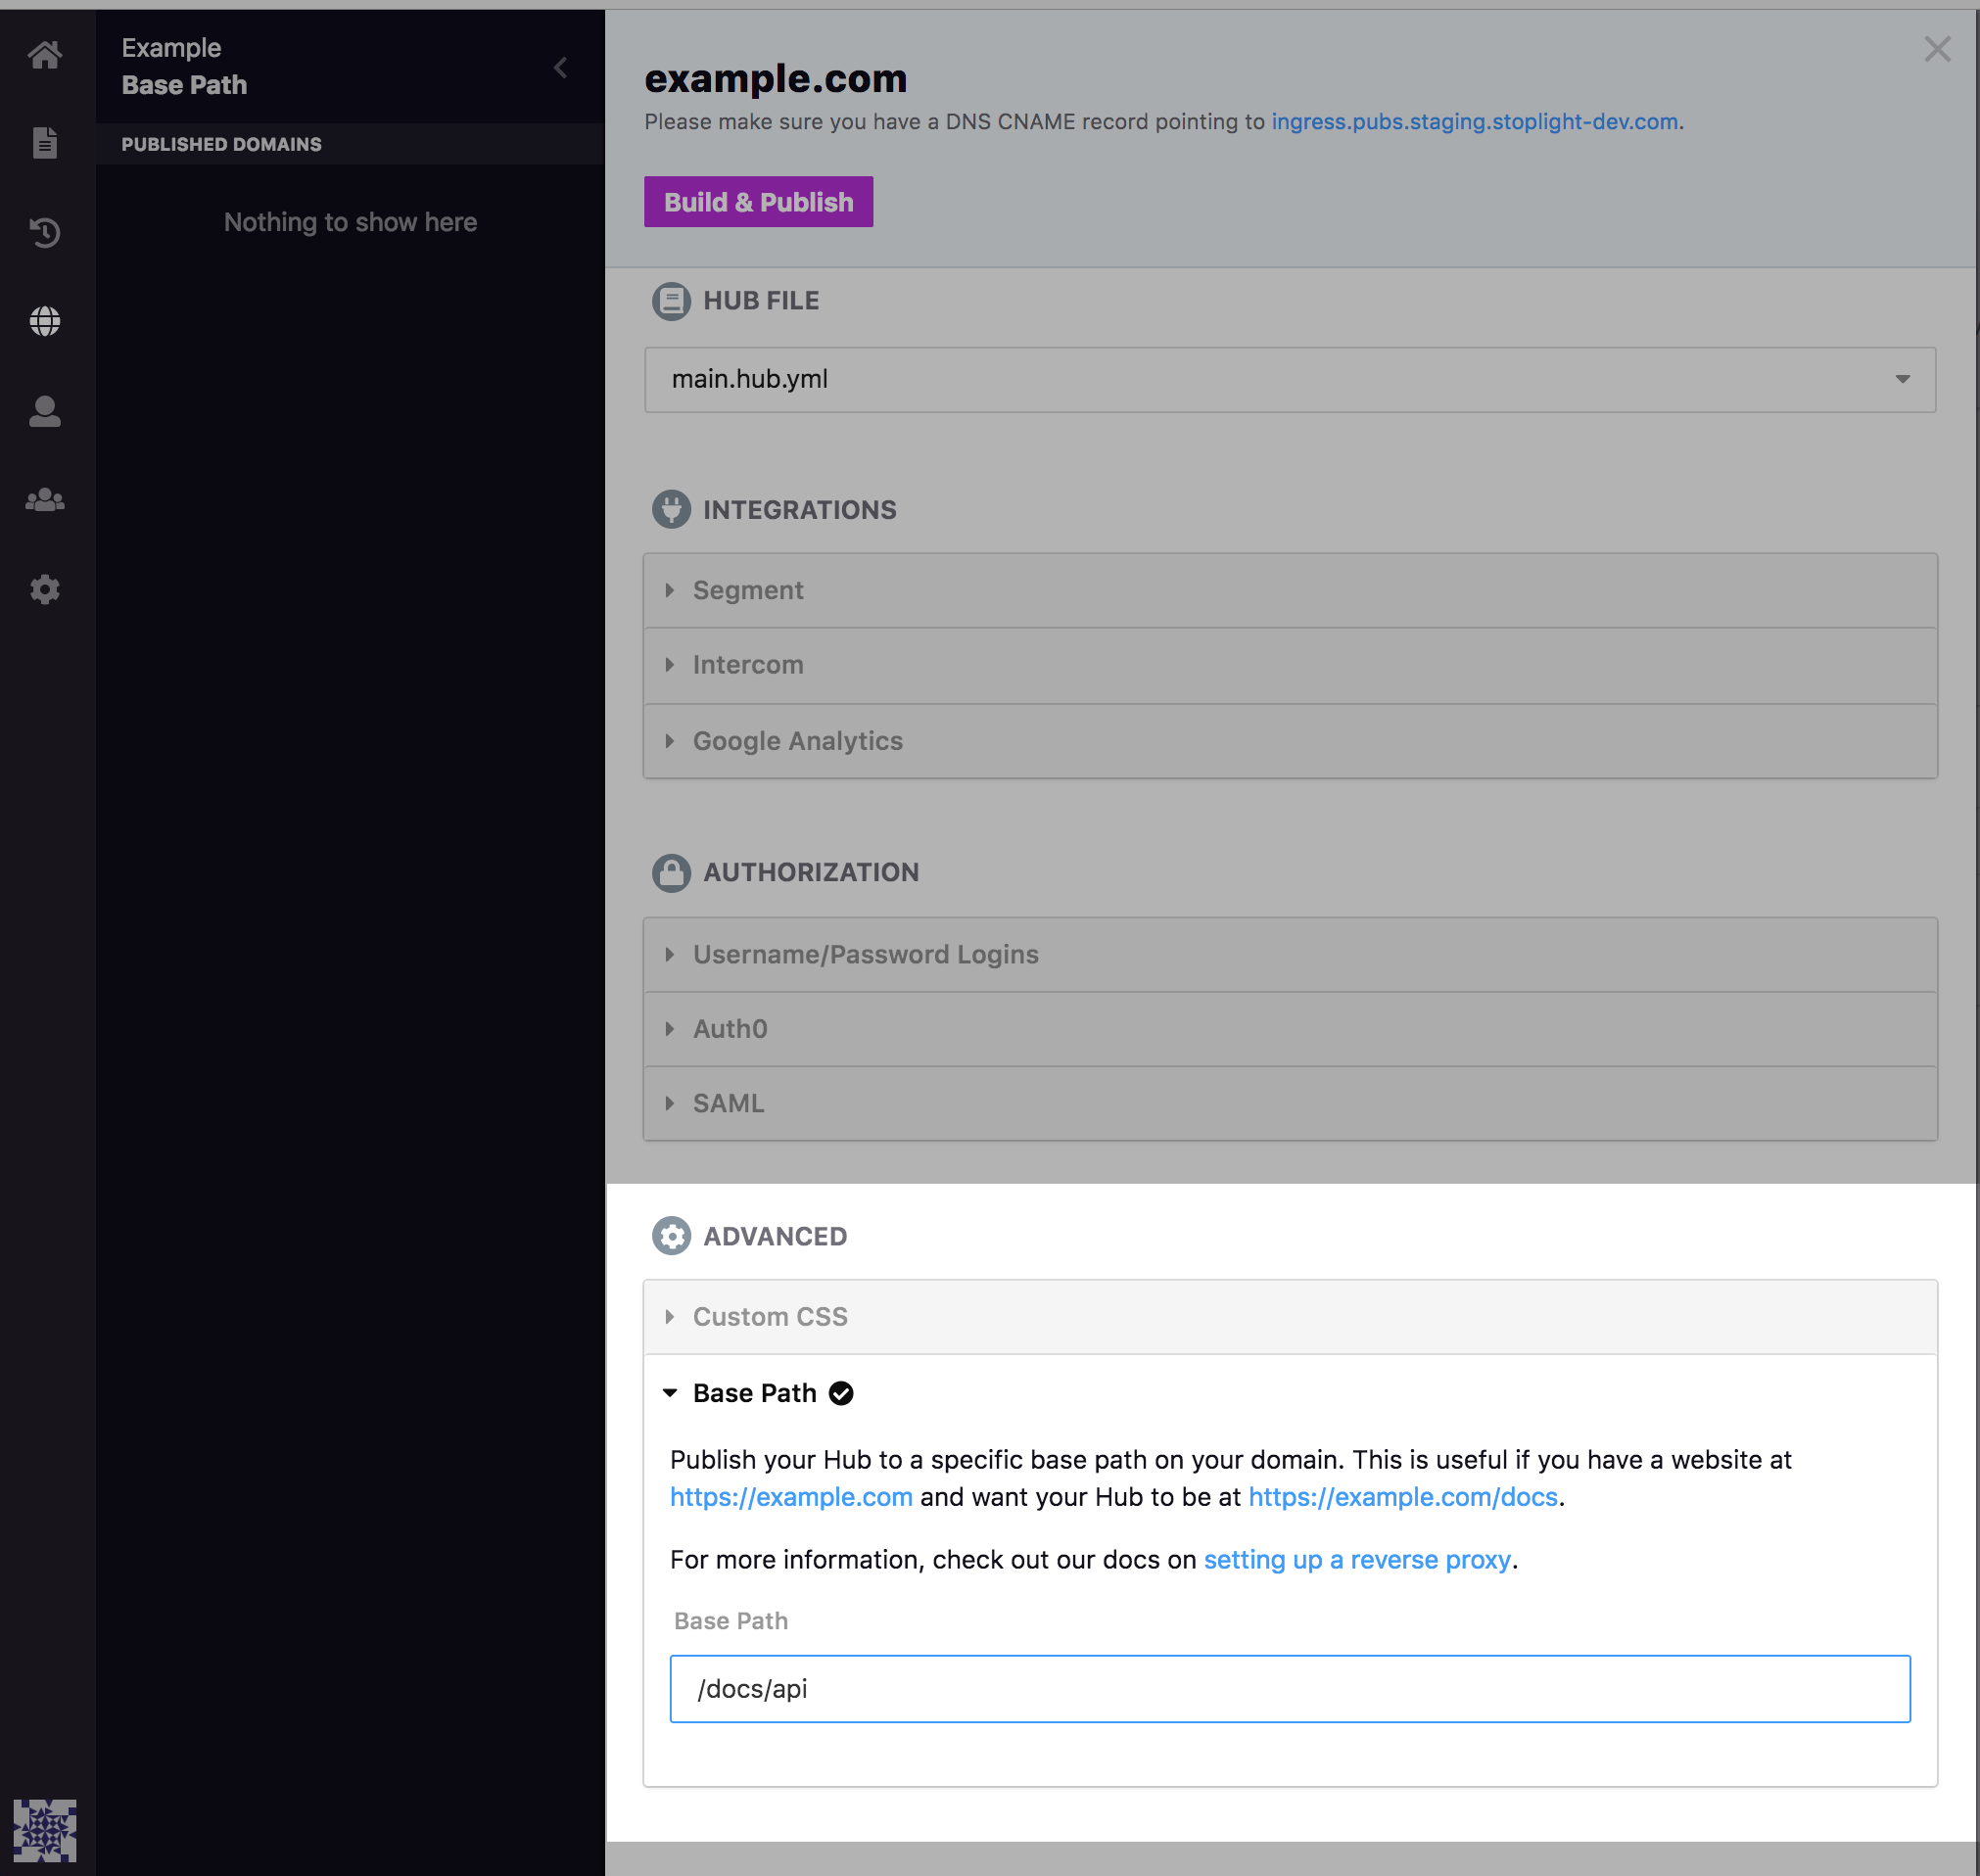 Example
Base Path
PUBLISHED DOMAINS
Nothing to show here
example.com
Please make sure you have a DNS CNAME record pointing to ingress.pubs.staging.stoplight-dev.com.
Build & Publish
HUB FILE
main.hub.yml
INTEGRATIONS
Segment
Intercom
Google Analytics
AUTHORIZATION
Username/Password Logins
Auth0
SAML
ADVANCED
Custom CSS
Base Path
Publish your Hub to a specific base path on your domain. This is useful if you have a website at
https://example.com and want your Hub to be at https://example.com/docs.
For more information, check out our docs on setting up a reverse proxy.
Base Path
/docs/api